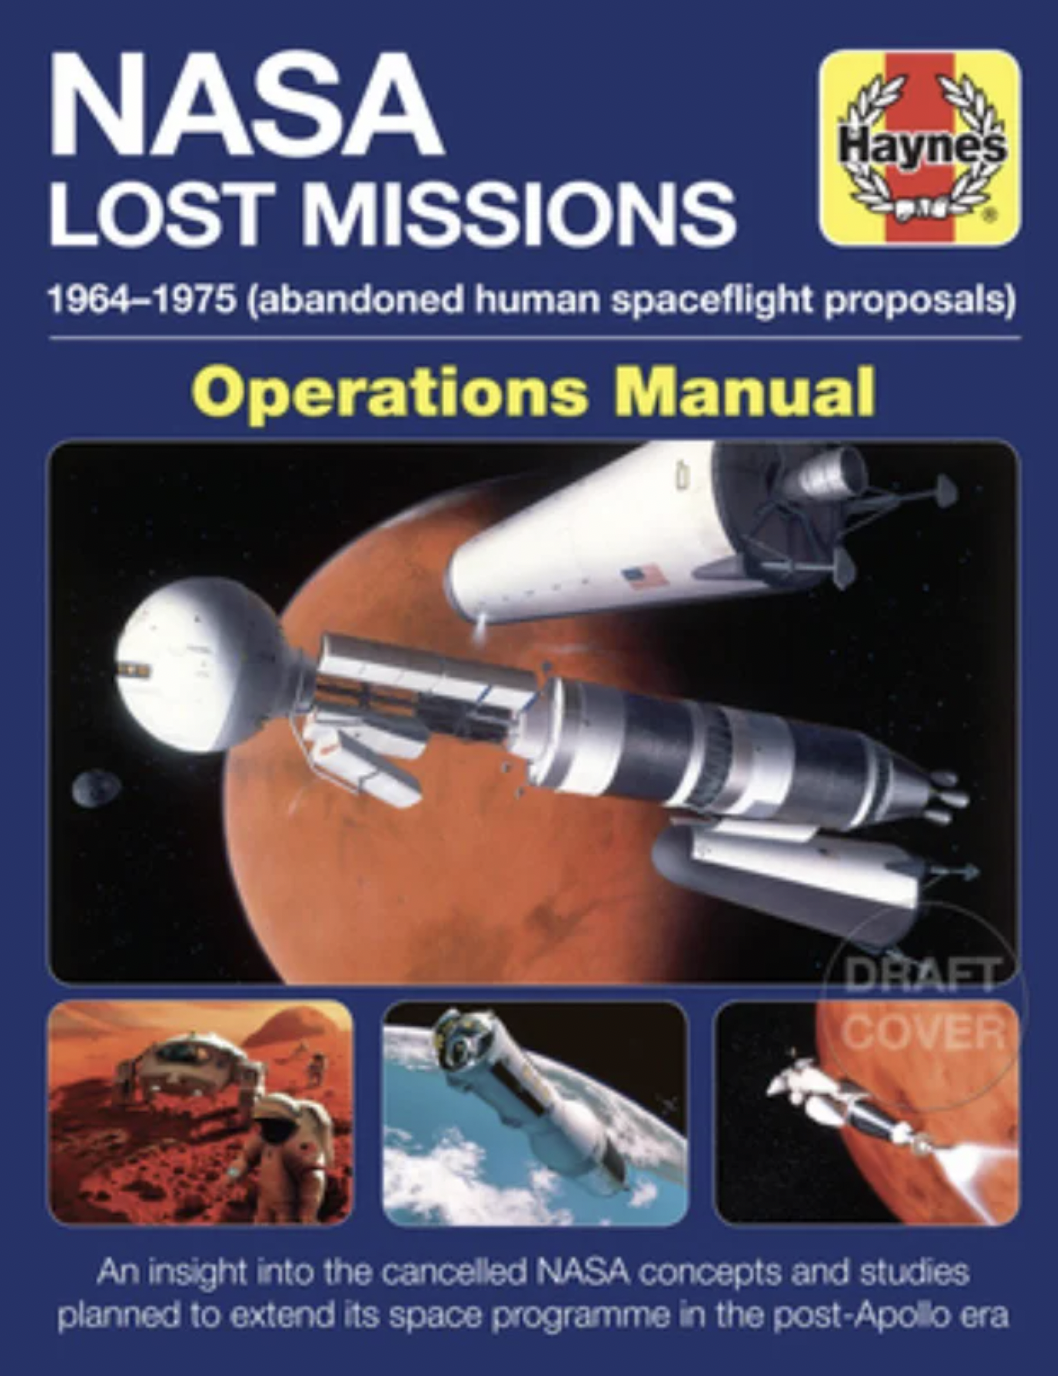 NASA
LOST MISSIONS
Haynes
®
1964–1975 (abandoned human spaceflight proposals)
Operations Manual
DRAFT
COVER
An insight into the cancelled NASA concepts and studies
planned to extend its space programme in the post-Apollo era